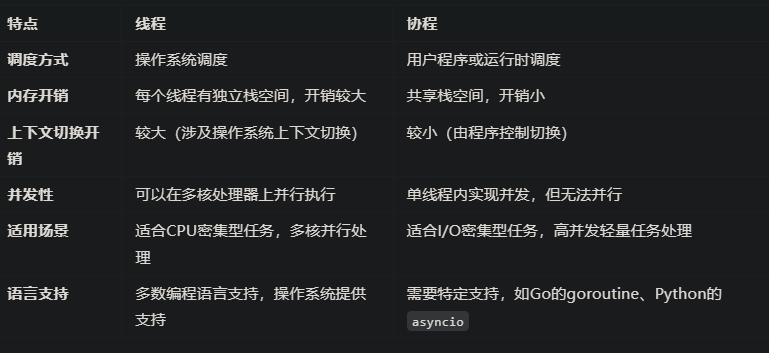 特点 线程 协程
调度方式 操作系统调度 用户程序或运行时调度
内存开销 每个线程有独立栈空间，开销较大 共享栈空间，开销小
上下文切换开 较大（涉及操作系统上下文切换） 较小（由程序控制切换）
销
并发性 可以在多核处理器上并行执行 单线程内实现并发，但无法并行
适用场景 适合CPU密集型任务，多核并行处 适合I/O密集型任务，高并发轻量任务处理
理
语言支持 多数编程语言支持，操作系统提供 需要特定支持，如Go的goroutine、Python的
支持 asyncio